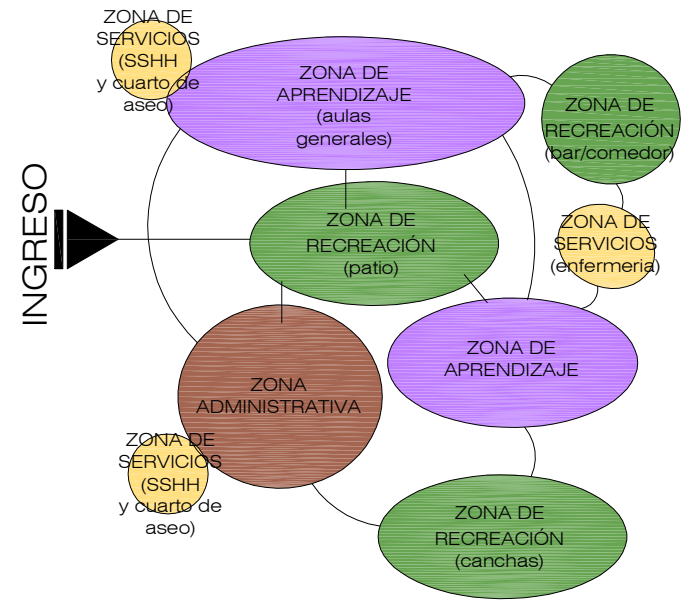 ZONA DE
SERVICIOS
(SSHH
y cuarto de
aseo)
ZONA DE
APRENDIZAJE
(aulas
generales)
ZONA DE
RECREACIÓN
(bar/comedor)
INGRESO
ZONA DE
RECREACIÓN
(patio)
ZONA DE
SERVICIOS
(enfermeria)
ZONA DE
APRENDIZAJE
ZONA
ADMINISTRATIVA
ZONA DE
SERVICIOS
(SSHH
y cuarto de
aseo)
ZONA DE
RECREACIÓN
(canchas)